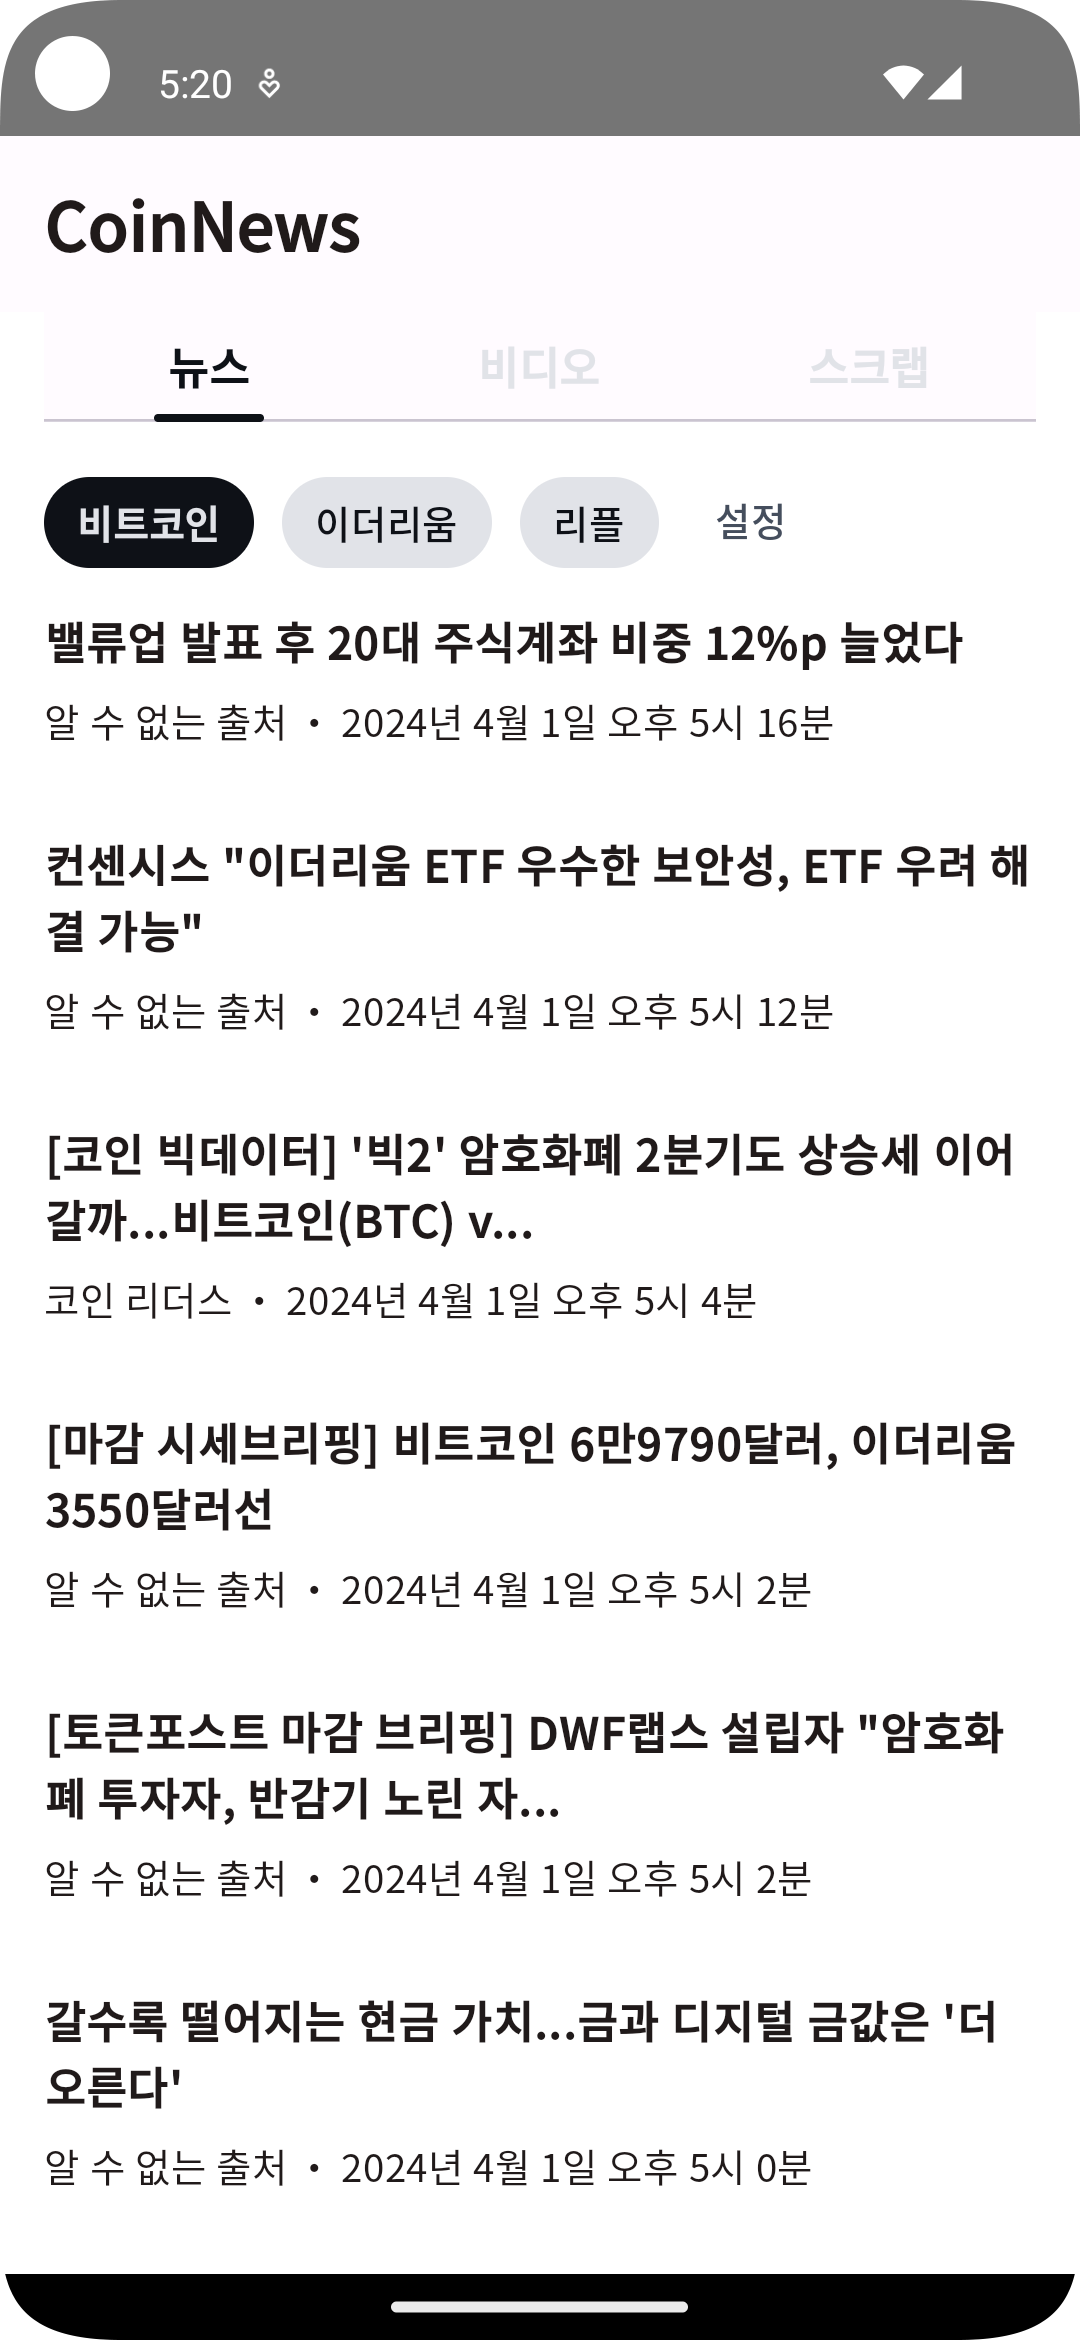 5:20
CoinNews
뉴스 비디오 스크랩
비트코인 이더리움 리플 설정
밸류업 발표 후 20대 주식계좌 비중 12%p 늘었다
알 수 없는 출처 • 2024년 4월 1일 오후 5시 16분
컨센시스 "이더리움 ETF 우수한 보안성, ETF 우려 해
결 가능"
알 수 없는 출처 • 2024년 4월 1일 오후 5시 12분
[코인 빅데이터] '빅2' 암호화폐 2분기도 상승세 이어
갈까...비트코인(BTC) v...
코인 리더스 • 2024년 4월 1일 오후 5시 4분
[마감 시세브리핑] 비트코인 6만9790달러, 이더리움
3550달러선
알 수 없는 출처 • 2024년 4월 1일 오후 5시 2분
[토큰포스트 마감 브리핑] DWF랩스 설립자 "암호화
폐 투자자, 반감기 노린 자...
알 수 없는 출처 • 2024년 4월 1일 오후 5시 2분
갈수록 떨어지는 현금 가치...금과 디지털 금값은 '더
오른다'
알 수 없는 출처 • 2024년 4월 1일 오후 5시 0분